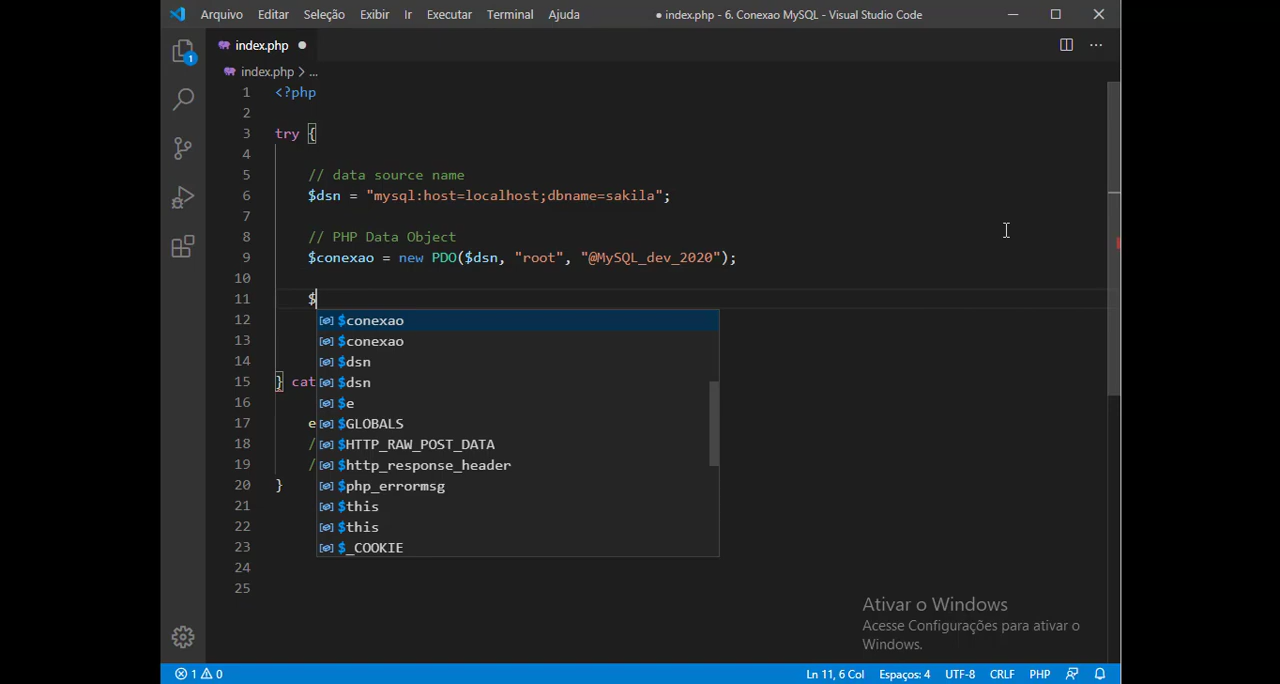 Arquivo Editar Seleção Exibir Ir Executar Terminal Ajuda ● index.php - 6. Conexao MySQL - Visual Studio Code
index.php ●
index.php > ...
1
1 <?php
2
3 try {
4
5 // data source name
6 $dsn = "mysql:host=localhost;dbname=sakila";
7
8 // PHP Data Object
9 $conexao = new PDO($dsn, "root", "@MySQL_dev_2020");
10
11 $
12 $conexao
13 $conexao
14 $dsn
15 } cat $dsn
16 $e
17 e $GLOBALS
18 / $HTTP_RAW_POST_DATA
19 / $http_response_header
20 } $php_errormsg
21 $this
22 $this
23 $_COOKIE
24
25
Ativar o Windows
Acesse Configurações para ativar o
Windows.
1 0 Ln 11, 6 Col Espaços: 4 UTF-8 CRLF PHP